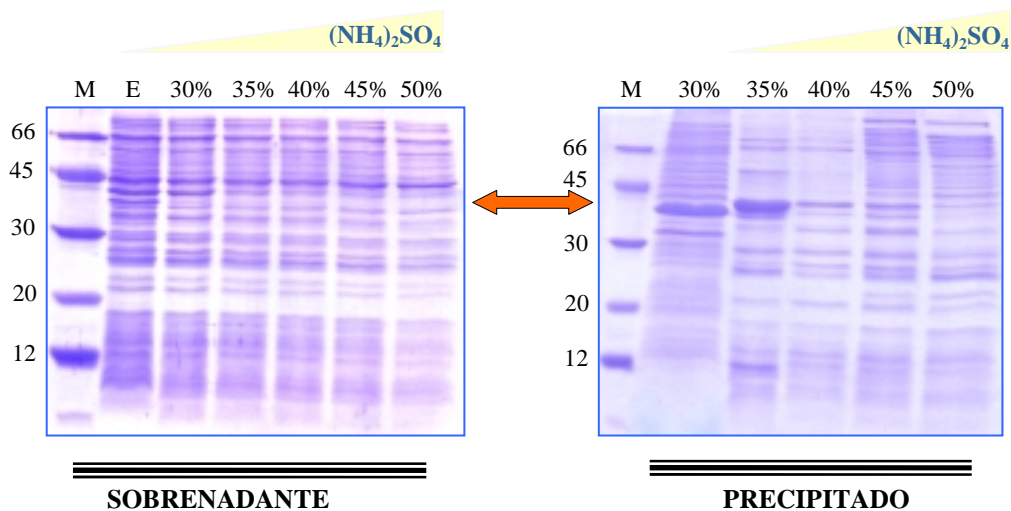 (NH4)2SO4
M E 30% 35% 40% 45% 50%
66
45
30
20
12
SOBRENADANTE
(NH4)2SO4
M 30% 35% 40% 45% 50%
66
45
30
20
12
PRECIPITADO